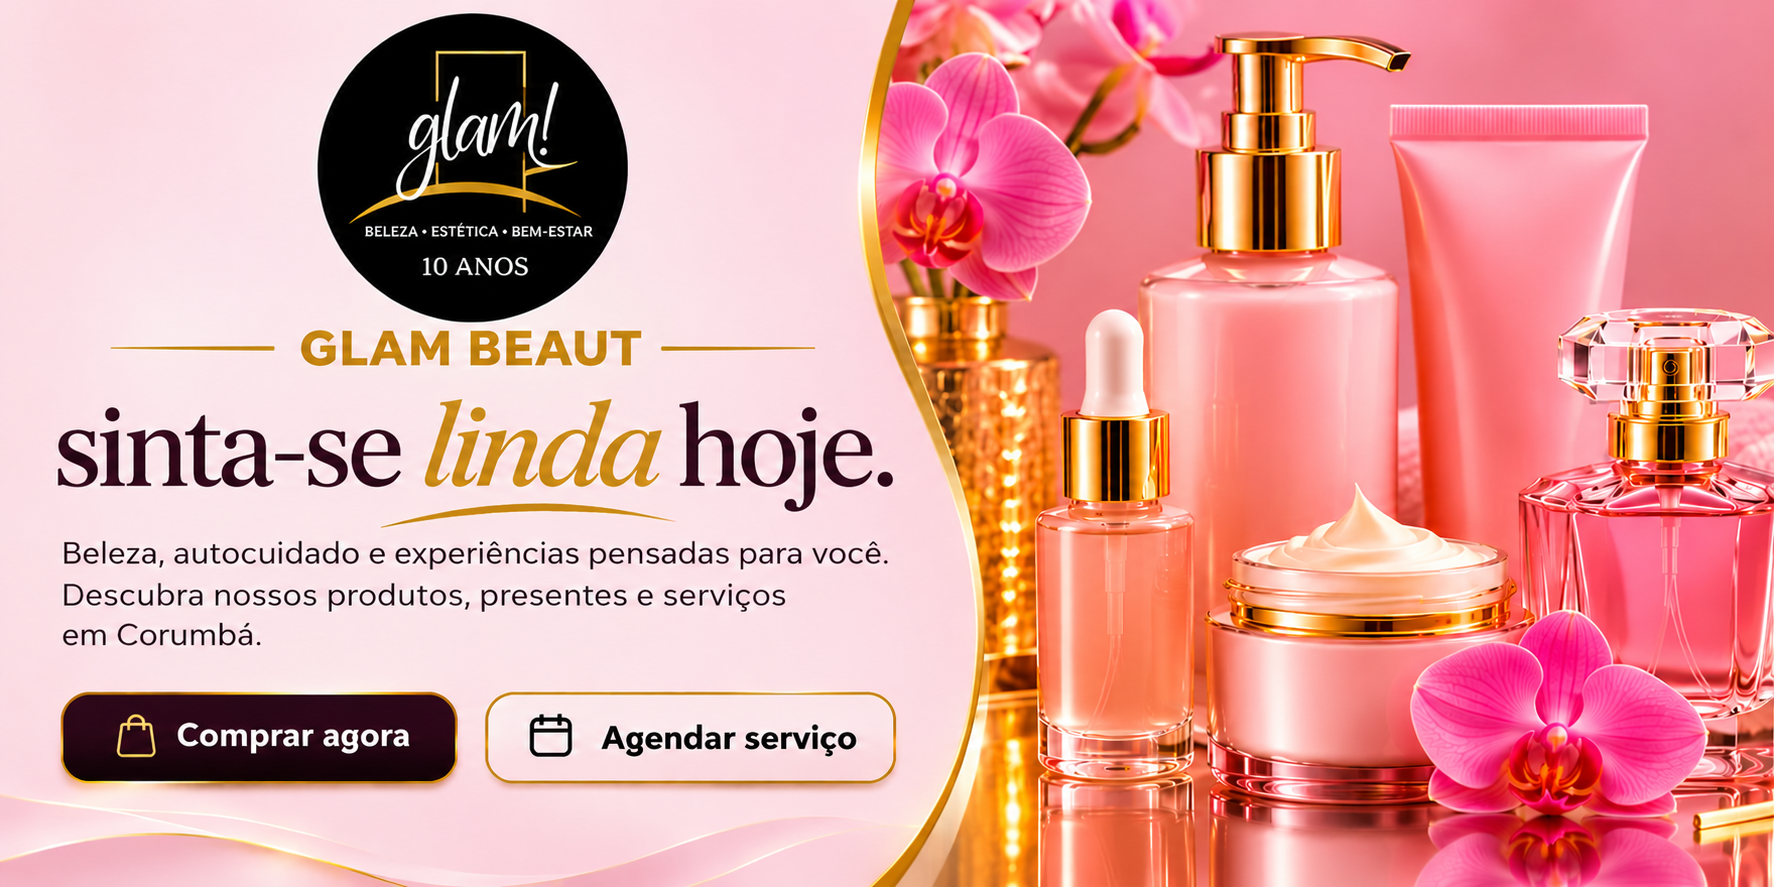 glam!
BELEZA • ESTÉTICA • BEM-ESTAR
10 ANOS
GLAM BEAUT
sinta-se linda hoje.
Beleza, autocuidado e experiências pensadas para você.
Descubra nossos produtos, presentes e serviços
em Corumbá.
Comprar agora
Agendar serviço